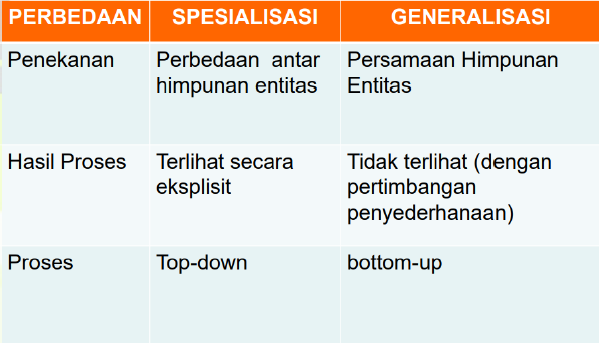 PERBEDAAN SPESIALISASI GENERALISASI
Penekanan
Perbedaan antar
himpunan entitas
Persamaan Himpunan
Entitas
Hasil Proses
Terlihat secara
eksplisit
Tidak terlihat (dengan
pertimbangan
penyederhanaan)
Proses
Top-down
bottom-up